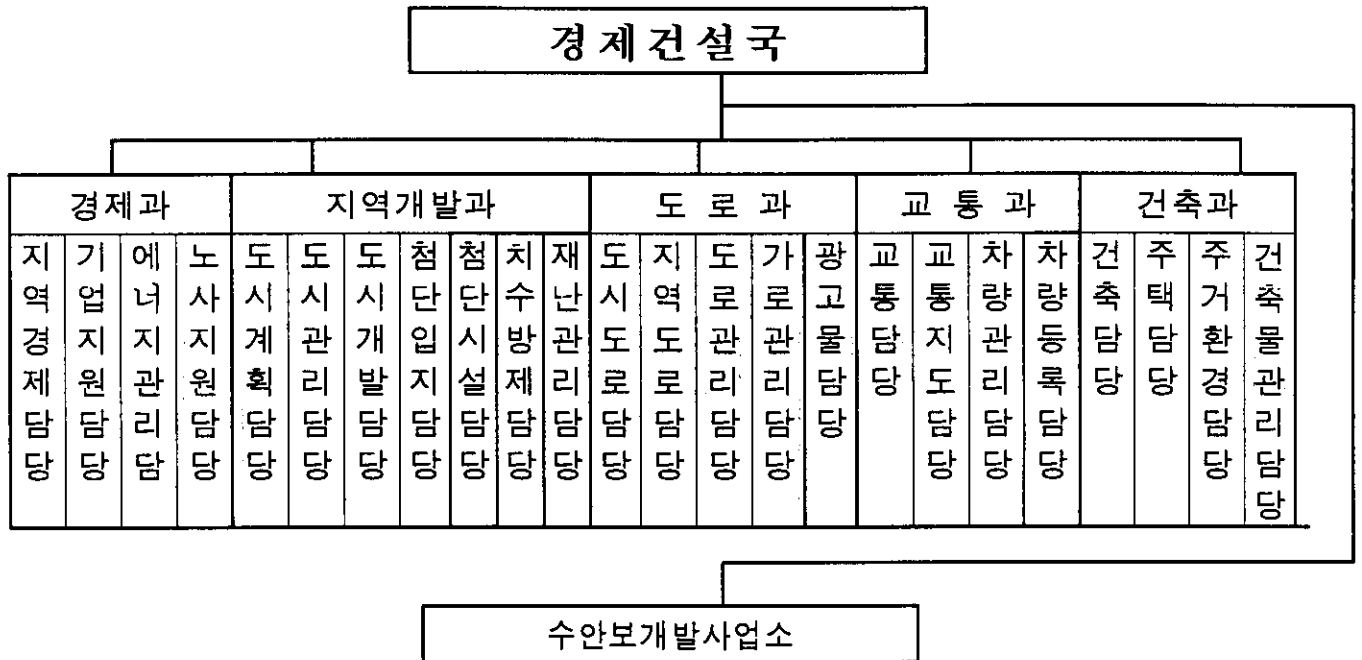 경제건설국
경제과
지역개발과
도로과
교통과
건축과
지역경제담당
기업지원담당
에너지관리담
노사지원담당
도시계획담당
도시관리담당
도시개발담당
첨단입지담당
첨단시설담당
치수방제담당
재난관리담당
도시도로담당
지역도로담당
도로관리담당
가로관리담당
광고물담당
교통담당
교통지도담당
차량관리담당
차량등록담당
건축담당
주택담당
주거환경담당
건축물관리담당
수안보개발사업소